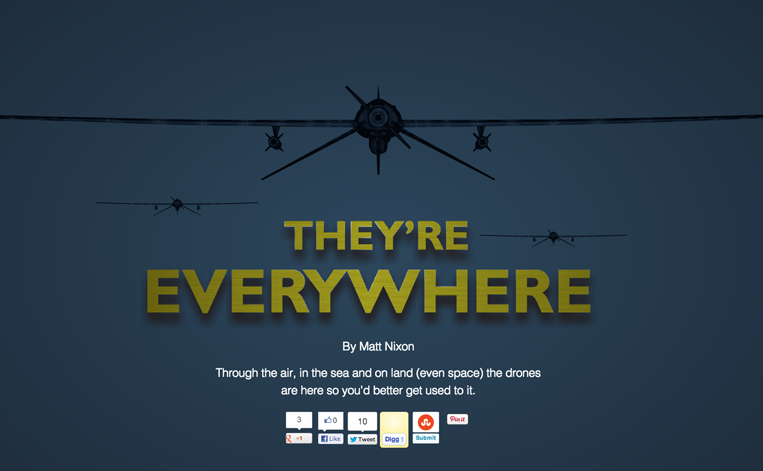 THEY'RE
EVERYWHERE
By Matt Nixon
Through the air, in the sea and on land (even space) the drones
are here so you'd better get used to it.
3 0 10
+1 Like Tweet Digg Submit Pin it